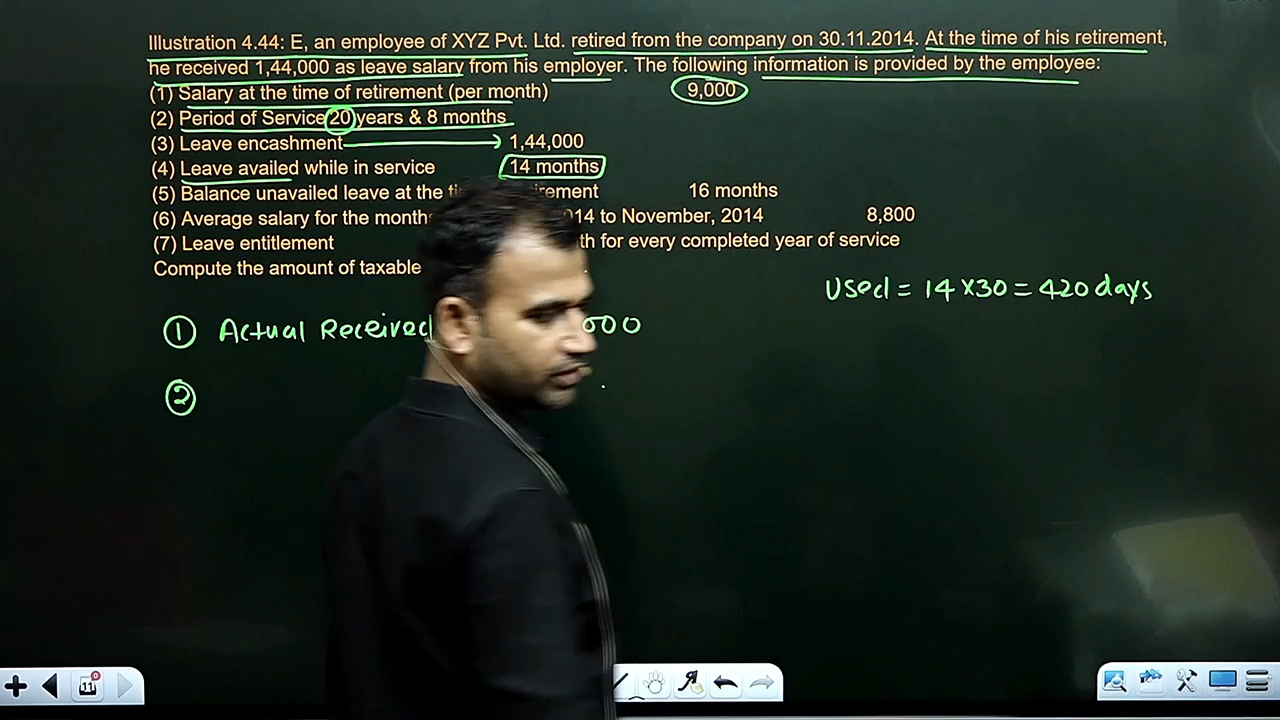 Illustration 4.44: E, an employee of XYZ Pvt. Ltd. retired from the company on 30.11.2014. At the time of his retirement,
he received 1,44,000 as leave salary from his employer. The following information is provided by the employee:
(1) Salary at the time of retirement (per month) 9,000
(2) Period of Service 20 years & 8 months
(3) Leave encashment 1,44,000
(4) Leave availed while in service 14 months
(5) Balance unavailed leave at the 16 months
(6) Average salary for the months to November, 2014 8,800
(7) Leave entitlement for every completed year of service
Compute the amount of taxable
Used = 14 × 30 = 420 days
① Actual Received
②
11